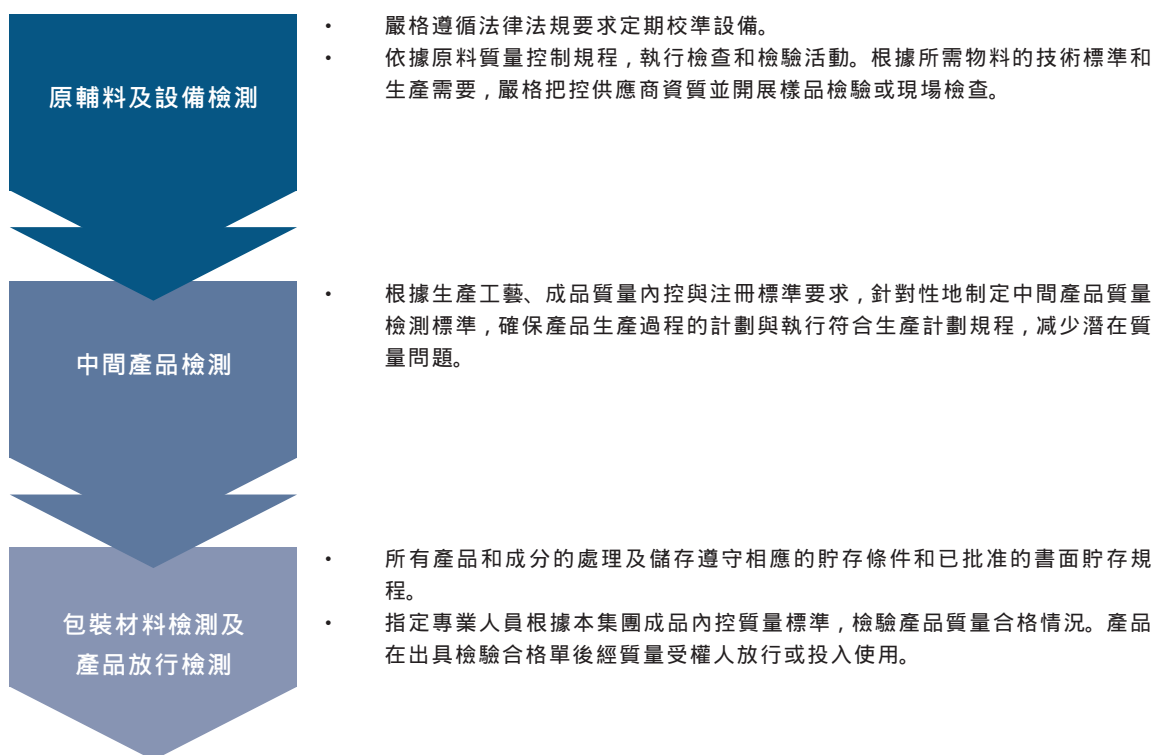 原輔料及設備檢測
• 嚴格遵循法律法規要求定期校準設備。
• 依據原料質量控制規程，執行檢查和檢驗活動。根據所需物料的技術標準和
生產需要，嚴格把控供應商資質並開展樣品檢驗或現場檢查。
中間產品檢測
• 根據生產工藝、成品質量內控與注冊標準要求，針對性地制定中間產品質量
檢測標準，確保產品生產過程的計劃與執行符合生產計劃規程，減少潛在質
量問題。
包裝材料檢測及
產品放行檢測
• 所有產品和成分的處理及儲存遵守相應的貯存條件和已批准的書面貯存規
程。
• 指定專業人員根據本集團成品內控質量標準，檢驗產品質量合格情況。產品
在出具檢驗合格單後經質量受權人放行或投入使用。